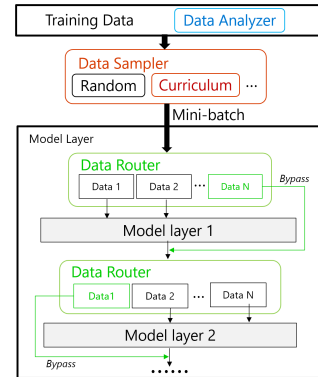 Training Data Data Analyzer
Data Sampler
Random Curriculum ...
Mini-batch
Model Layer
Data Router
Bypass
Data 1 Data 2 ... Data N
Model layer 1
Data Router
Data1 Data 2 ... Data N
Model layer 2
Bypass
......